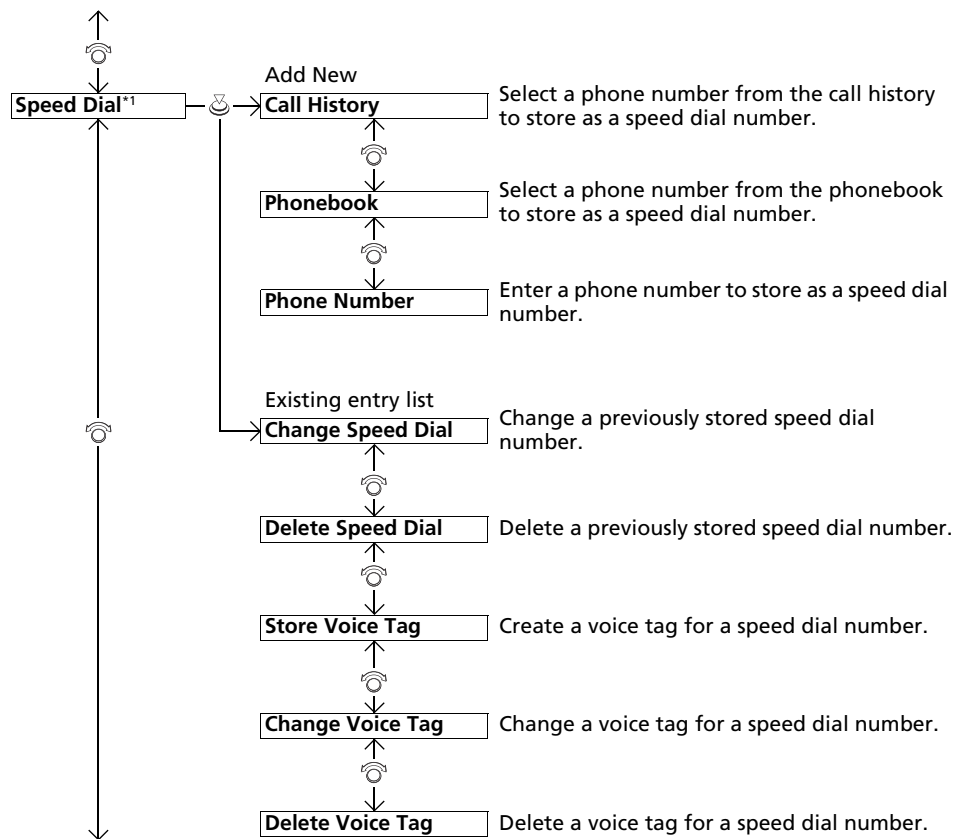 Speed Dial*1
Add New
Call History
Select a phone number from the call history
to store as a speed dial number.
Phonebook
Select a phone number from the phonebook
to store as a speed dial number.
Phone Number
Enter a phone number to store as a speed dial
number.
Existing entry list
Change Speed Dial
Change a previously stored speed dial
number.
Delete Speed Dial
Delete a previously stored speed dial number.
Store Voice Tag
Create a voice tag for a speed dial number.
Change Voice Tag
Change a voice tag for a speed dial number.
Delete Voice Tag
Delete a voice tag for a speed dial number.